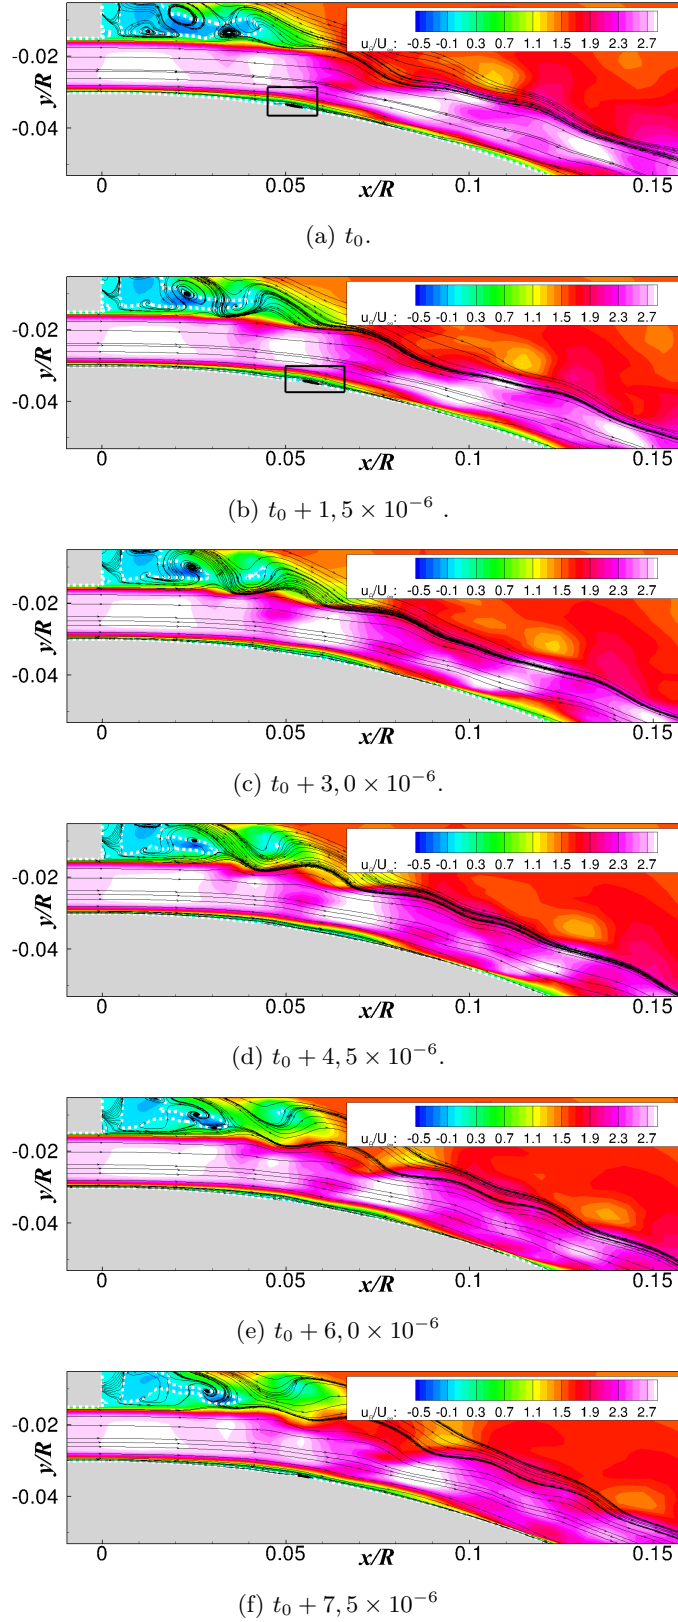 u_θ/U_∞: -0.5 -0.1 0.3 0.7 1.1 1.5 1.9 2.3 2.7
-0.02
y/R
-0.04
0 0.05 0.1 0.15
x/R
(a) t₀.
u_θ/U_∞: -0.5 -0.1 0.3 0.7 1.1 1.5 1.9 2.3 2.7
-0.02
y/R
-0.04
0 0.05 0.1 0.15
x/R
(b) t₀ + 1, 5 × 10⁻⁶ .
u_θ/U_∞: -0.5 -0.1 0.3 0.7 1.1 1.5 1.9 2.3 2.7
-0.02
y/R
-0.04
0 0.05 0.1 0.15
x/R
(c) t₀ + 3, 0 × 10⁻⁶.
u_θ/U_∞: -0.5 -0.1 0.3 0.7 1.1 1.5 1.9 2.3 2.7
-0.02
y/R
-0.04
0 0.05 0.1 0.15
x/R
(d) t₀ + 4, 5 × 10⁻⁶.
u_θ/U_∞: -0.5 -0.1 0.3 0.7 1.1 1.5 1.9 2.3 2.7
-0.02
y/R
-0.04
0 0.05 0.1 0.15
x/R
(e) t₀ + 6, 0 × 10⁻⁶
u_θ/U_∞: -0.5 -0.1 0.3 0.7 1.1 1.5 1.9 2.3 2.7
-0.02
y/R
-0.04
0 0.05 0.1 0.15
x/R
(f) t₀ + 7, 5 × 10⁻⁶